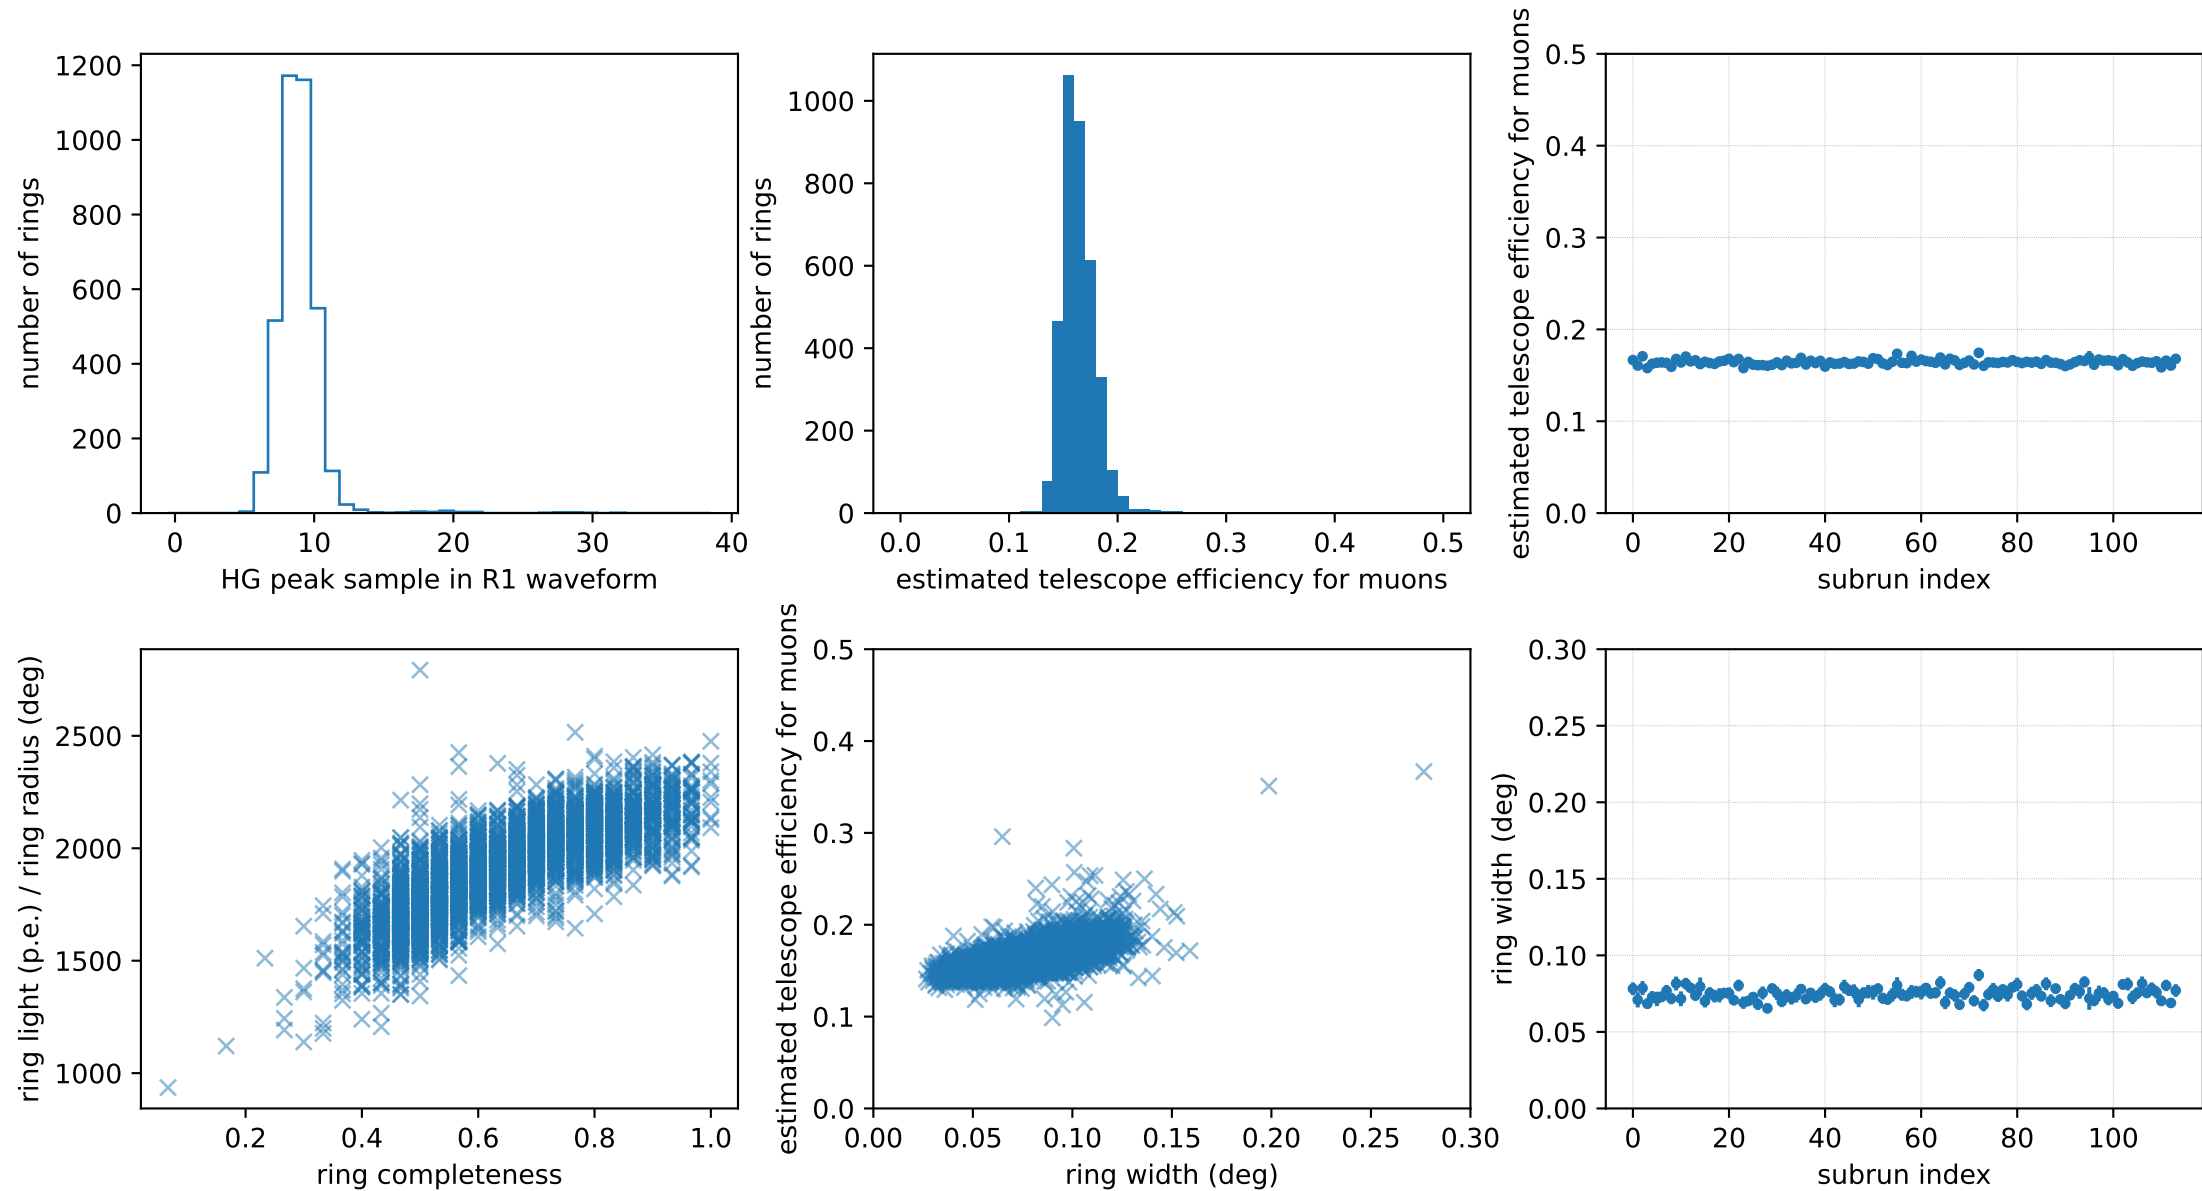 number of rings
1200
1000
800
600
400
200
0
0 10 20 30 40
HG peak sample in R1 waveform
number of rings
1000
800
600
400
200
0
0.0 0.1 0.2 0.3 0.4 0.5
estimated telescope efficiency for muons
estimated telescope efficiency for muons
0.5
0.4
0.3
0.2
0.1
0.0
0 20 40 60 80 100
subrun index
ring light (p.e.) / ring radius (deg)
2500
2000
1500
1000
0.2 0.4 0.6 0.8 1.0
ring completeness
estimated telescope efficiency for muons
0.5
0.4
0.3
0.2
0.1
0.0
0.00 0.05 0.10 0.15 0.20 0.25 0.30
ring width (deg)
ring width (deg)
0.30
0.25
0.20
0.15
0.10
0.05
0.00
0 20 40 60 80 100
subrun index